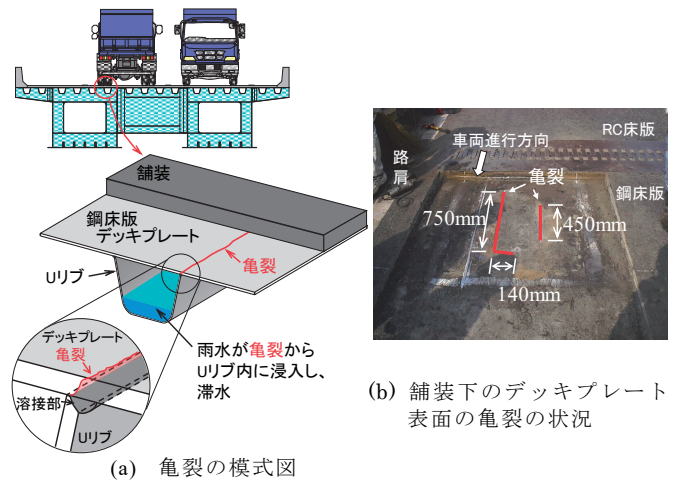 舗装
鋼床版
デッキプレート
亀裂
Uリブ
デッキプレート
亀裂
溶接部
Uリブ
雨水が亀裂から
Uリブ内に浸入し、
滞水
(a) 亀裂の模式図
RC床版
車両進行方向
路肩
亀裂
鋼床版
750mm
450mm
140mm
(b) 舗装下のデッキプレート
表面の亀裂の状況